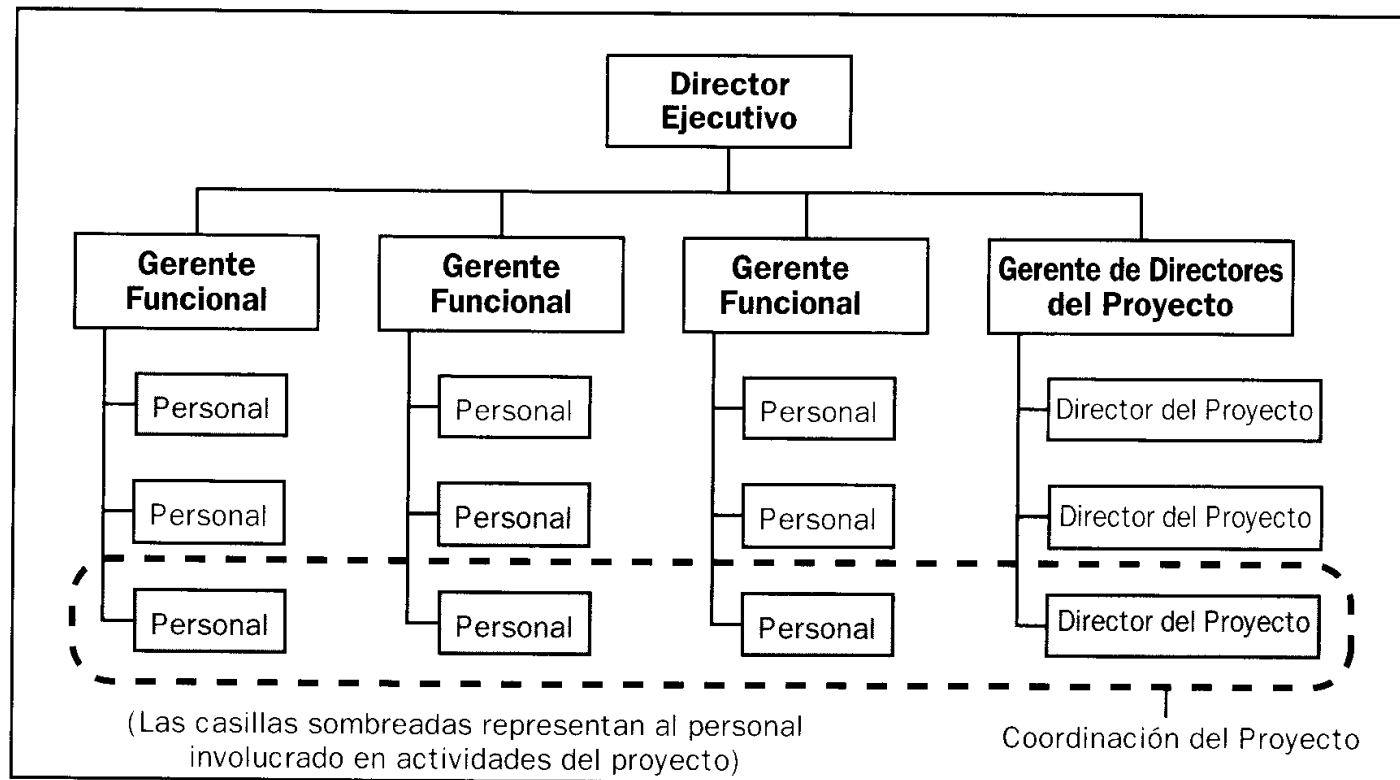 Director
Ejecutivo
Gerente
Funcional
Gerente
Funcional
Gerente
Funcional
Gerente de Directores
del Proyecto
Personal
Personal
Personal
Director del Proyecto
Personal
Personal
Personal
Director del Proyecto
Personal
Personal
Personal
Director del Proyecto
(Las casillas sombreadas representan al personal
involucrado en actividades del proyecto)
Coordinación del Proyecto